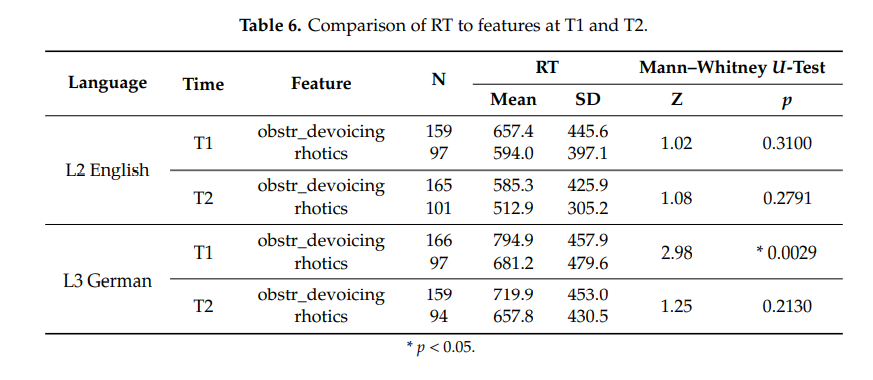 Table 6. Comparison of RT to features at T1 and T2.
Language Time Feature N RT Mann–Whitney U-Test
Mean SD Z p
L2 English T1 obstr_devoicing 159 657.4 445.6 1.02 0.3100
rhotics 97 594.0 397.1
T2 obstr_devoicing 165 585.3 425.9 1.08 0.2791
rhotics 101 512.9 305.2
L3 German T1 obstr_devoicing 166 794.9 457.9 2.98 * 0.0029
rhotics 97 681.2 479.6
T2 obstr_devoicing 159 719.9 453.0 1.25 0.2130
rhotics 94 657.8 430.5
* p < 0.05.